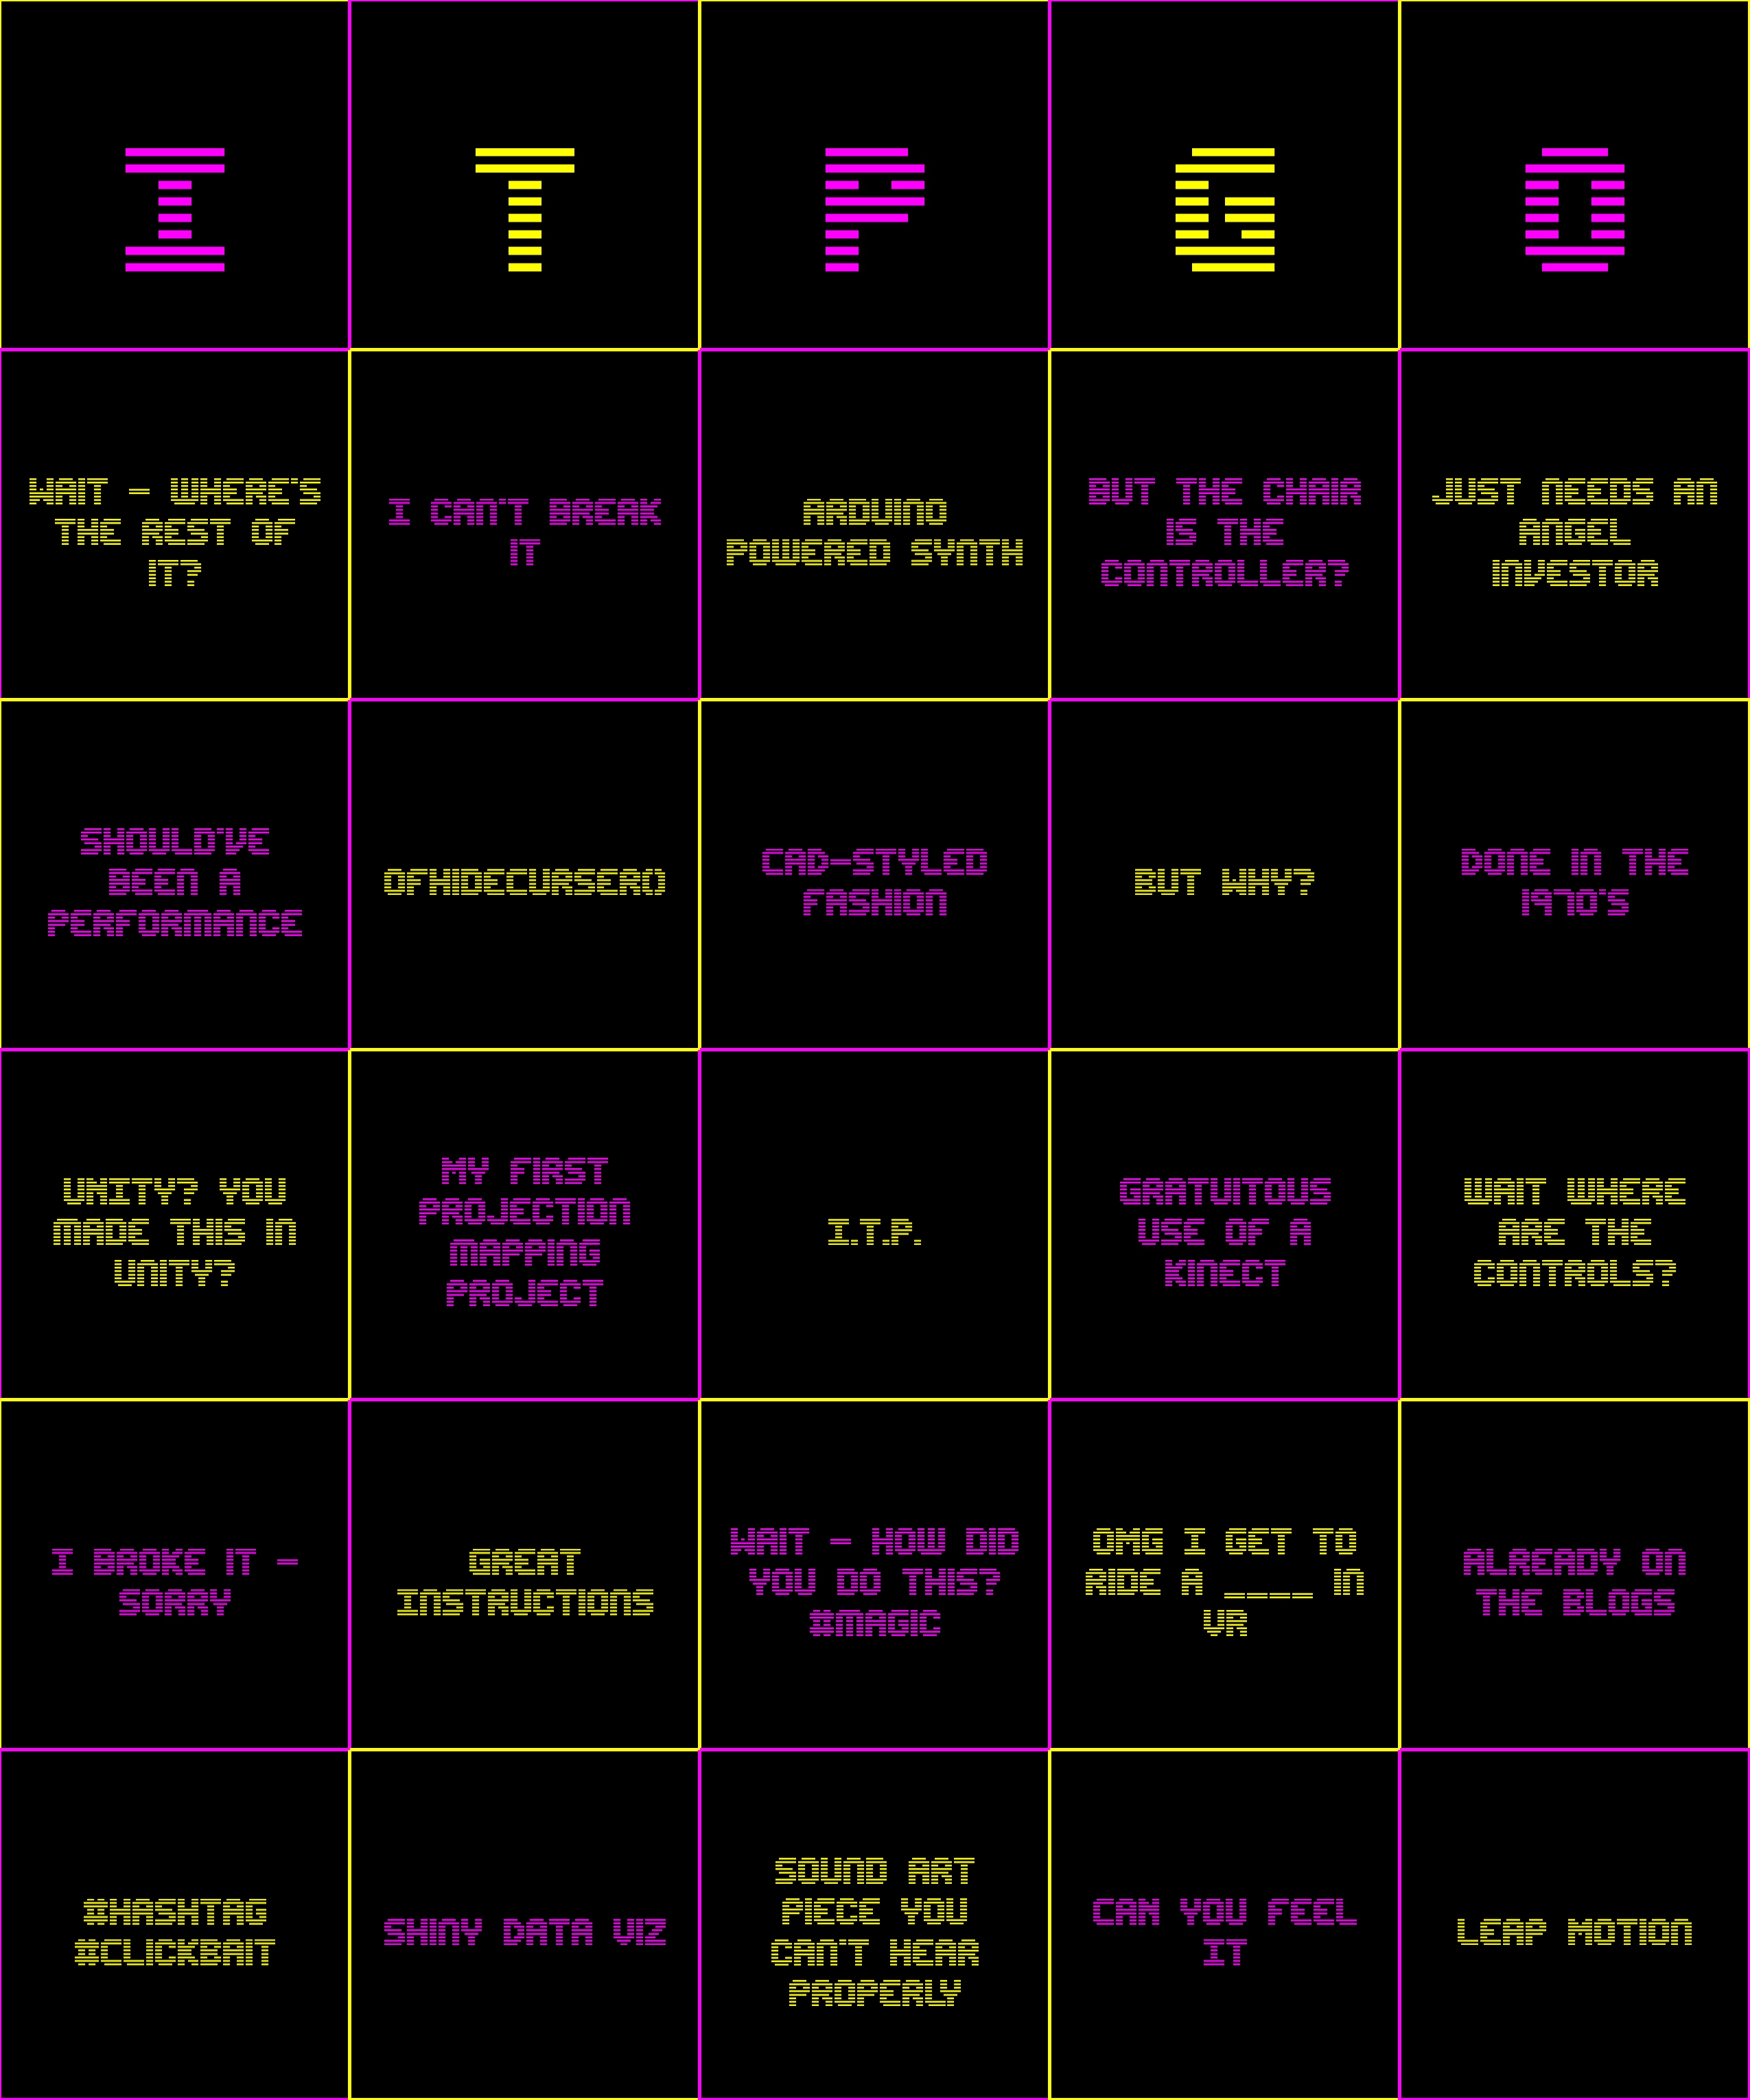 I T P G O
WAIT - WHERE'S
THE REST OF
IT?
I CAN'T BREAK
IT
ARDUINO
POWERED SYNTH
BUT THE CHAIR
IS THE
CONTROLLER?
JUST NEEDS AN
ANGEL
INVESTOR
SHOULD'VE
BEEN A
PERFORMANCE
OFHIDECURSER()
CAD-STYLED
FASHION
BUT WHY?
DONE IN THE
1970'S
UNITY? YOU
MADE THIS IN
UNITY?
MY FIRST
PROJECTION
MAPPING
PROJECT
I.T.P.
GRATUITOUS
USE OF A
KINECT
WAIT WHERE
ARE THE
CONTROLS?
I BROKE IT -
SORRY
GREAT
INSTRUCTIONS
WAIT - HOW DID
YOU DO THIS?
#MAGIC
OMG I GET TO
RIDE A ____ IN
VR
ALREADY ON
THE BLOGS
#HASHTAG
#CLICKBAIT
SHINY DATA VIZ
SOUND ART
PIECE YOU
CAN'T HEAR
PROPERLY
CAN YOU FEEL
IT
LEAP MOTION